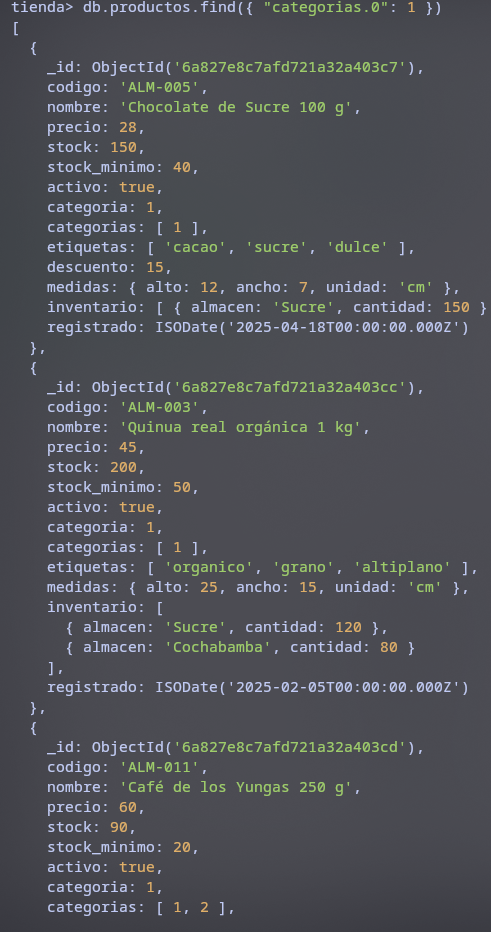 tienda> db.productos.find({ "categorias.0": 1 })
[
  {
    _id: ObjectId('6a827e8c7afd721a32a403c7'),
    codigo: 'ALM-005',
    nombre: 'Chocolate de Sucre 100 g',
    precio: 28,
    stock: 150,
    stock_minimo: 40,
    activo: true,
    categoria: 1,
    categorias: [ 1 ],
    etiquetas: [ 'cacao', 'sucre', 'dulce' ],
    descuento: 15,
    medidas: { alto: 12, ancho: 7, unidad: 'cm' },
    inventario: [ { almacen: 'Sucre', cantidad: 150 }
    registrado: ISODate('2025-04-18T00:00:00.000Z')
  },
  {
    _id: ObjectId('6a827e8c7afd721a32a403cc'),
    codigo: 'ALM-003',
    nombre: 'Quinua real orgánica 1 kg',
    precio: 45,
    stock: 200,
    stock_minimo: 50,
    activo: true,
    categoria: 1,
    categorias: [ 1 ],
    etiquetas: [ 'organico', 'grano', 'altiplano' ],
    medidas: { alto: 25, ancho: 15, unidad: 'cm' },
    inventario: [
      { almacen: 'Sucre', cantidad: 120 },
      { almacen: 'Cochabamba', cantidad: 80 }
    ],
    registrado: ISODate('2025-02-05T00:00:00.000Z')
  },
  {
    _id: ObjectId('6a827e8c7afd721a32a403cd'),
    codigo: 'ALM-011',
    nombre: 'Café de los Yungas 250 g',
    precio: 60,
    stock: 90,
    stock_minimo: 20,
    activo: true,
    categoria: 1,
    categorias: [ 1, 2 ],